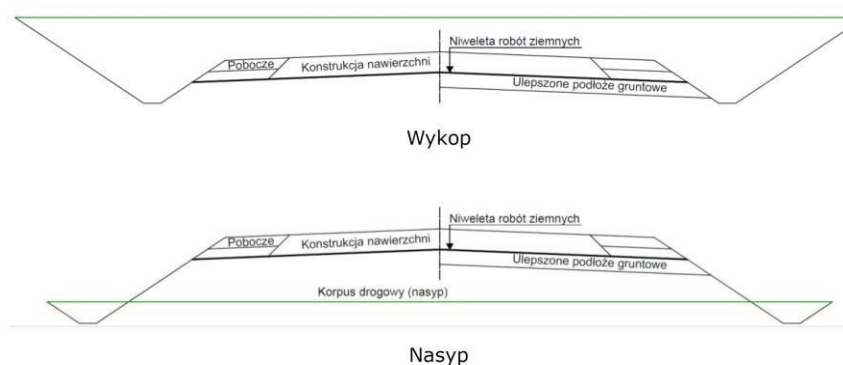 Niweleta robót ziemnych
Pobocze
Konstrukcja nawierzchni
Ulepszone podłoże gruntowe
Wykop
Niweleta robót ziemnych
Pobocze
Konstrukcja nawierzchni
Ulepszone podłoże gruntowe
Korpus drogowy (nasyp)
Nasyp